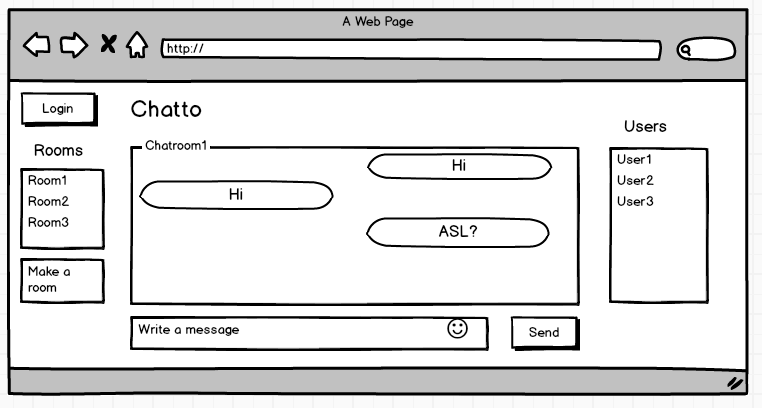 A Web Page
http://
Login
Chatto
Users
Rooms
Chatroom1
Room1
Room2
Room3
Make a
room
Hi
Hi
ASL?
User1
User2
User3
Write a message
Send